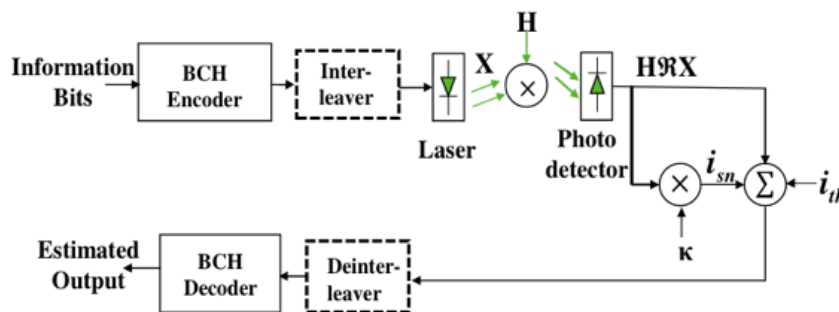 H
Information
Bits
BCH
Encoder
Inter-
leaver
X
×
HℜX
Laser
Photo
detector
×
i_sn
Σ
κ
Estimated
Output
BCH
Decoder
Deinter-
leaver